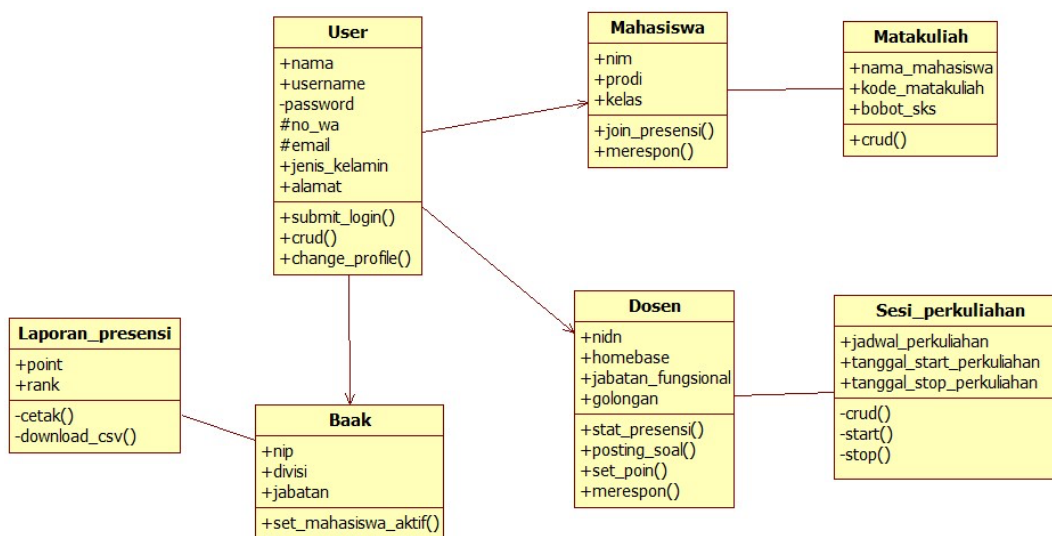 User
+nama
+username
-password
#no_wa
#email
+jenis_kelamin
+alamat
+submit_login()
+crud()
+change_profile()
Mahasiswa
+nim
+prodi
+kelas
+join_presensi()
+merespon()
Matakuliah
+nama_mahasiswa
+kode_matakuliah
+bobot_sks
+crud()
Laporan_presensi
+point
+rank
-cetak()
-download_csv()
Baak
+nip
+divisi
+jabatan
+set_mahasiswa_aktif()
Dosen
+nidn
+homebase
+jabatan_fungsional
+golongan
+stat_presensi()
+posting_soal()
+set_poin()
+merespon()
Sesi_perkuliahan
+jadwal_perkuliahan
+tanggal_start_perkuliahan
+tanggal_stop_perkuliahan
-crud()
-start()
-stop()